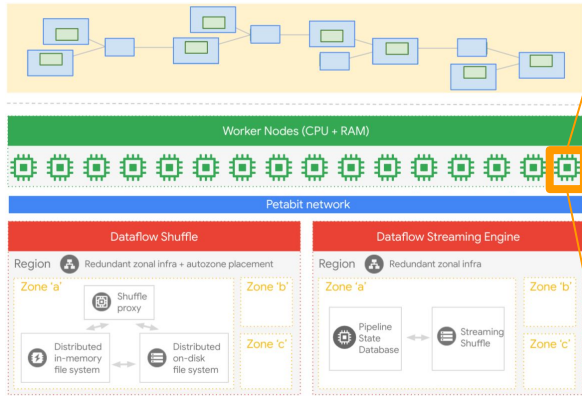 Worker Nodes (CPU + RAM)
Petabit network
Dataflow Shuffle
Region
Redundant zonal infra + autozone placement
Zone 'a'
Shuffle
proxy
Distributed
in-memory
file system
Distributed
on-disk
file system
Zone 'b'
Zone 'c'
Dataflow Streaming Engine
Region
Redundant zonal infra
Zone 'a'
Pipeline
State
Database
Streaming
Shuffle
Zone 'b'
Zone 'c'